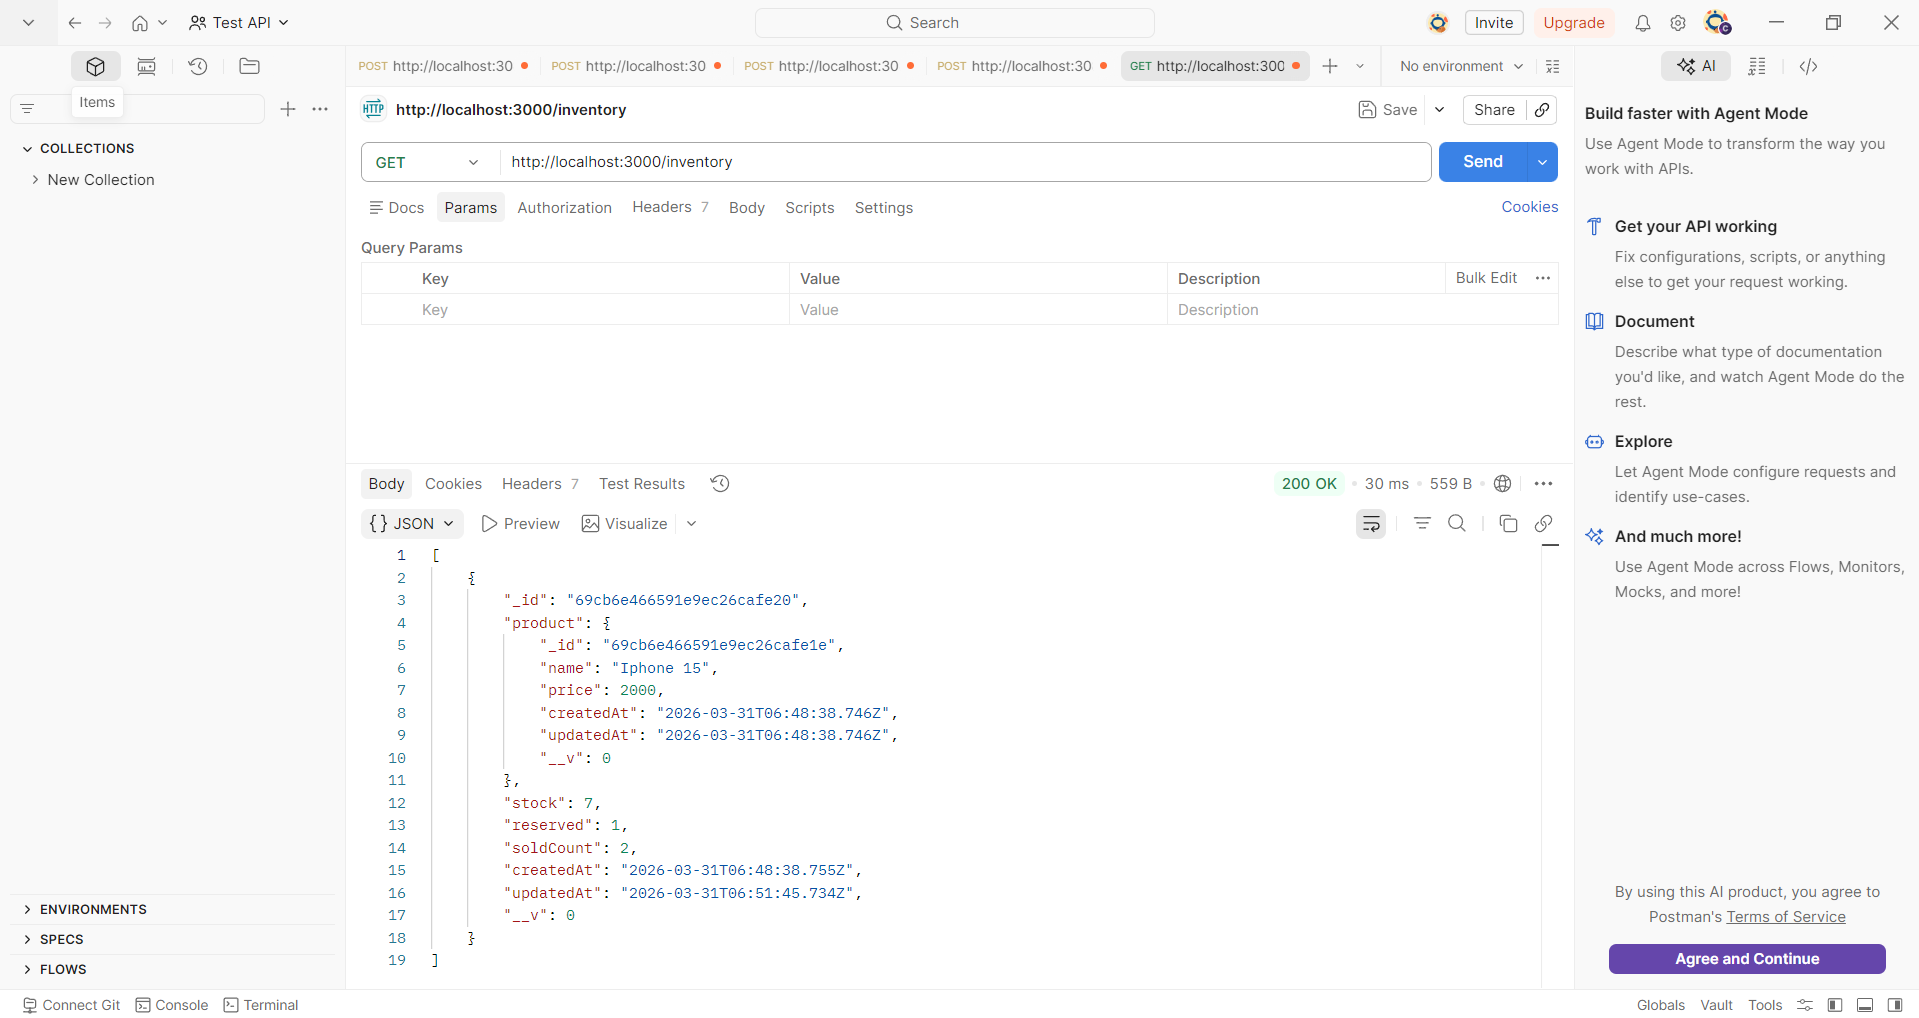 Test API
Search
Invite
Upgrade
Items
POST http://localhost:30
POST http://localhost:30
POST http://localhost:30
POST http://localhost:30
GET http://localhost:300
No environment
AI
COLLECTIONS
New Collection
ENVIRONMENTS
SPECS
FLOWS
HTTP http://localhost:3000/inventory
Save
Share
GET http://localhost:3000/inventory
Send
Docs Params Authorization Headers 7 Body Scripts Settings
Cookies
Query Params
Key Value Description Bulk Edit
Key Value Description
Body Cookies Headers 7 Test Results
200 OK • 30 ms • 559 B
{} JSON Preview Visualize
1 [
2 {
3 "_id": "69cb6e466591e9ec26cafe20",
4 "product": {
5 "_id": "69cb6e466591e9ec26cafe1e",
6 "name": "Iphone 15",
7 "price": 2000,
8 "createdAt": "2026-03-31T06:48:38.746Z",
9 "updatedAt": "2026-03-31T06:48:38.746Z",
10 "__v": 0
11 },
12 "stock": 7,
13 "reserved": 1,
14 "soldCount": 2,
15 "createdAt": "2026-03-31T06:48:38.755Z",
16 "updatedAt": "2026-03-31T06:51:45.734Z",
17 "__v": 0
18 }
19 ]
Build faster with Agent Mode
Use Agent Mode to transform the way you
work with APIs.
Get your API working
Fix configurations, scripts, or anything
else to get your request working.
Document
Describe what type of documentation
you'd like, and watch Agent Mode do the
rest.
Explore
Let Agent Mode configure requests and
identify use-cases.
And much more!
Use Agent Mode across Flows, Monitors,
Mocks, and more!
By using this AI product, you agree to
Postman's Terms of Service
Agree and Continue
Connect Git Console Terminal
Globals Vault Tools